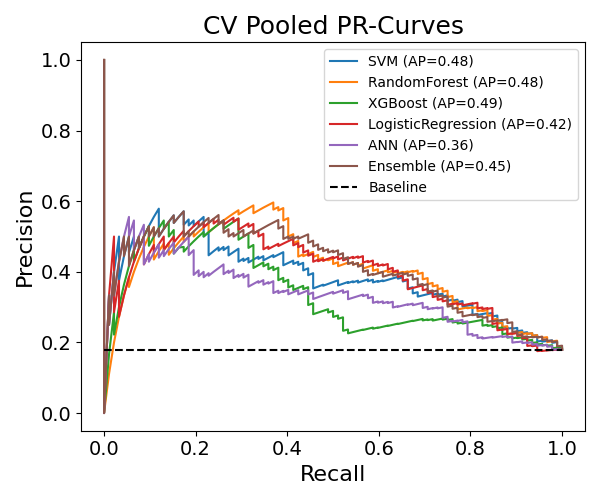 CV Pooled PR-Curves
Precision
1.0
0.8
0.6
0.4
0.2
0.0
SVM (AP=0.48)
RandomForest (AP=0.48)
XGBoost (AP=0.49)
LogisticRegression (AP=0.42)
ANN (AP=0.36)
Ensemble (AP=0.45)
Baseline
0.0 0.2 0.4 0.6 0.8 1.0
Recall